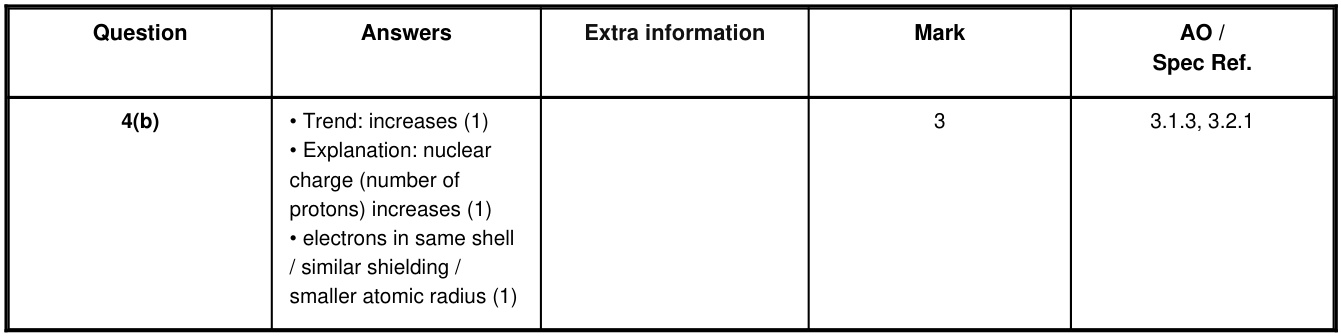 Question Answers Extra information Mark AO /
Spec Ref.
4(b) • Trend: increases (1) 3 3.1.3, 3.2.1
• Explanation: nuclear
charge (number of
protons) increases (1)
• electrons in same shell
/ similar shielding /
smaller atomic radius (1)